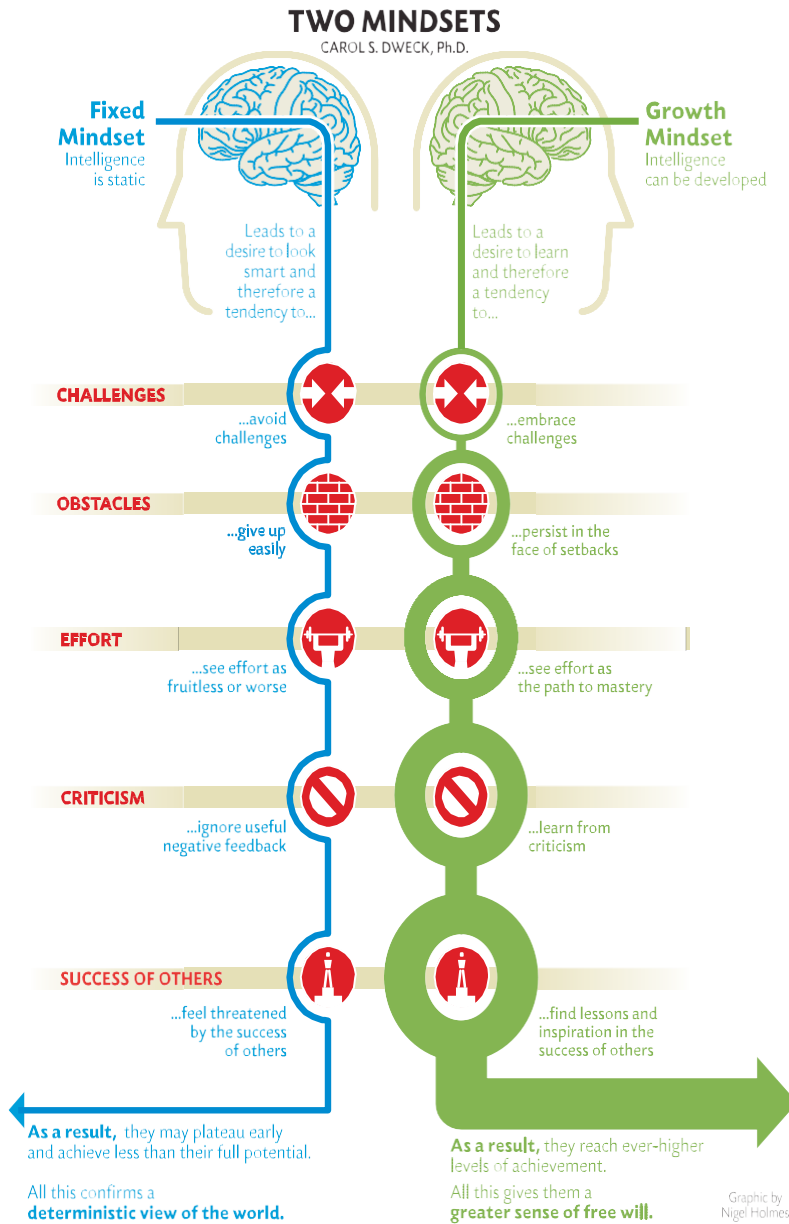 TWO MINDSETS
CAROL S. DWECK, Ph.D.
Fixed
Mindset
Intelligence
is static
Growth
Mindset
Intelligence
can be developed
Leads to a
desire to look
smart and
therefore a
tendency to...
Leads to a
desire to learn
and therefore
a tendency
to...
CHALLENGES
...avoid
challenges
...embrace
challenges
OBSTACLES
...give up
easily
...persist in the
face of setbacks
EFFORT
...see effort as
fruitless or worse
...see effort as
the path to mastery
CRITICISM
...ignore useful
negative feedback
...learn from
criticism
SUCCESS OF OTHERS
...feel threatened
by the success
of others
...find lessons and
inspiration in the
success of others
As a result, they may plateau early
and achieve less than their full potential.
All this confirms a
deterministic view of the world.
As a result, they reach ever-higher
levels of achievement.
All this gives them a
greater sense of free will.
Graphic by
Nigel Holmes